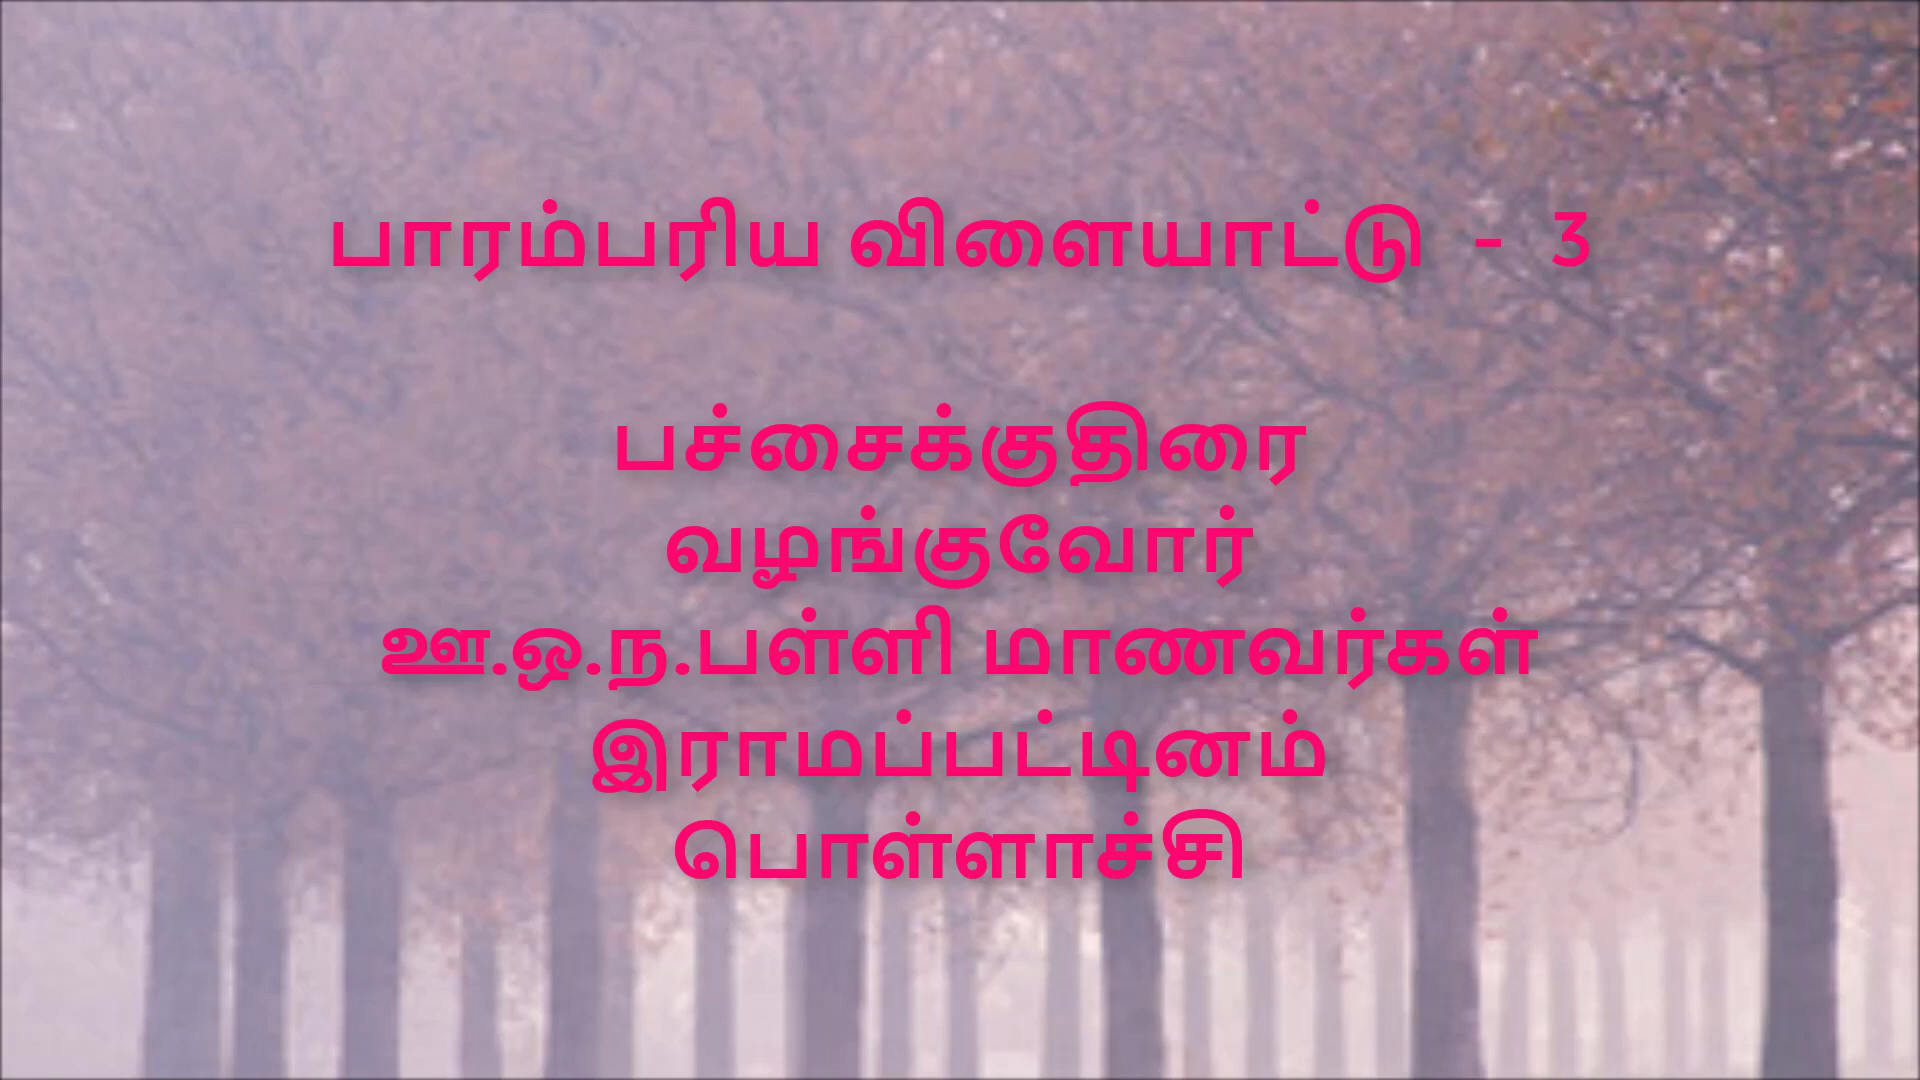 பாரம்பரிய விளையாட்டு - 3
பச்சைக்குதிரை
வழங்குவோர்
ஊ.ஒ.ந.பள்ளி மாணவர்கள்
இராமப்பட்டினம்
பொள்ளாச்சி